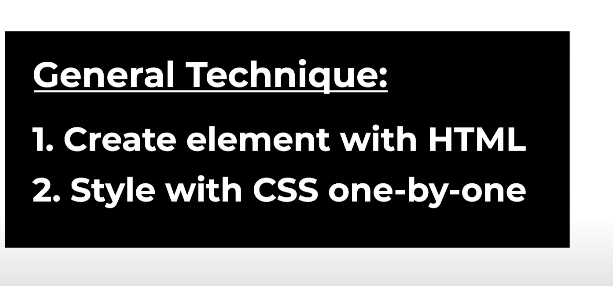 General Technique:
1. Create element with HTML
2. Style with CSS one-by-one